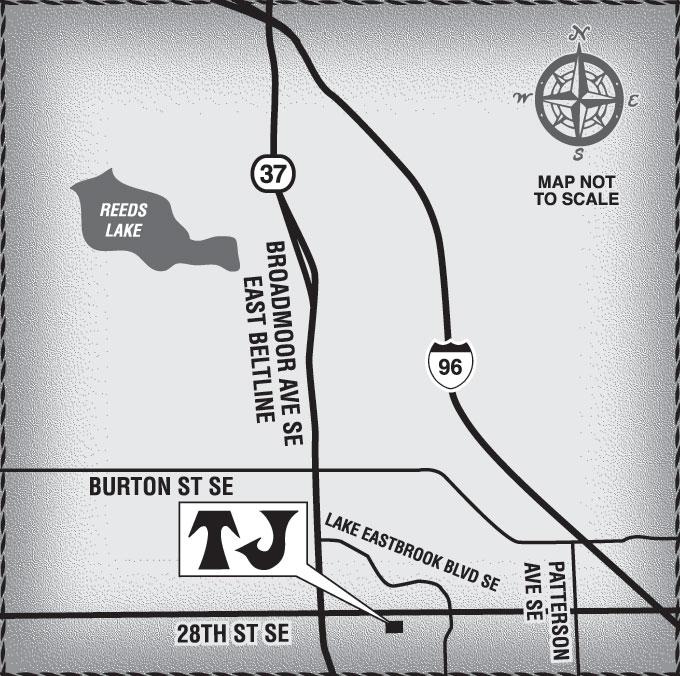 N
W E
S
MAP NOT
TO SCALE
37
REEDS
LAKE
BROADMOOR AVE SE
EAST BELTLINE
96
BURTON ST SE
TJ
LAKE EASTBROOK BLVD SE
PATTERSON
AVE SE
28TH ST SE